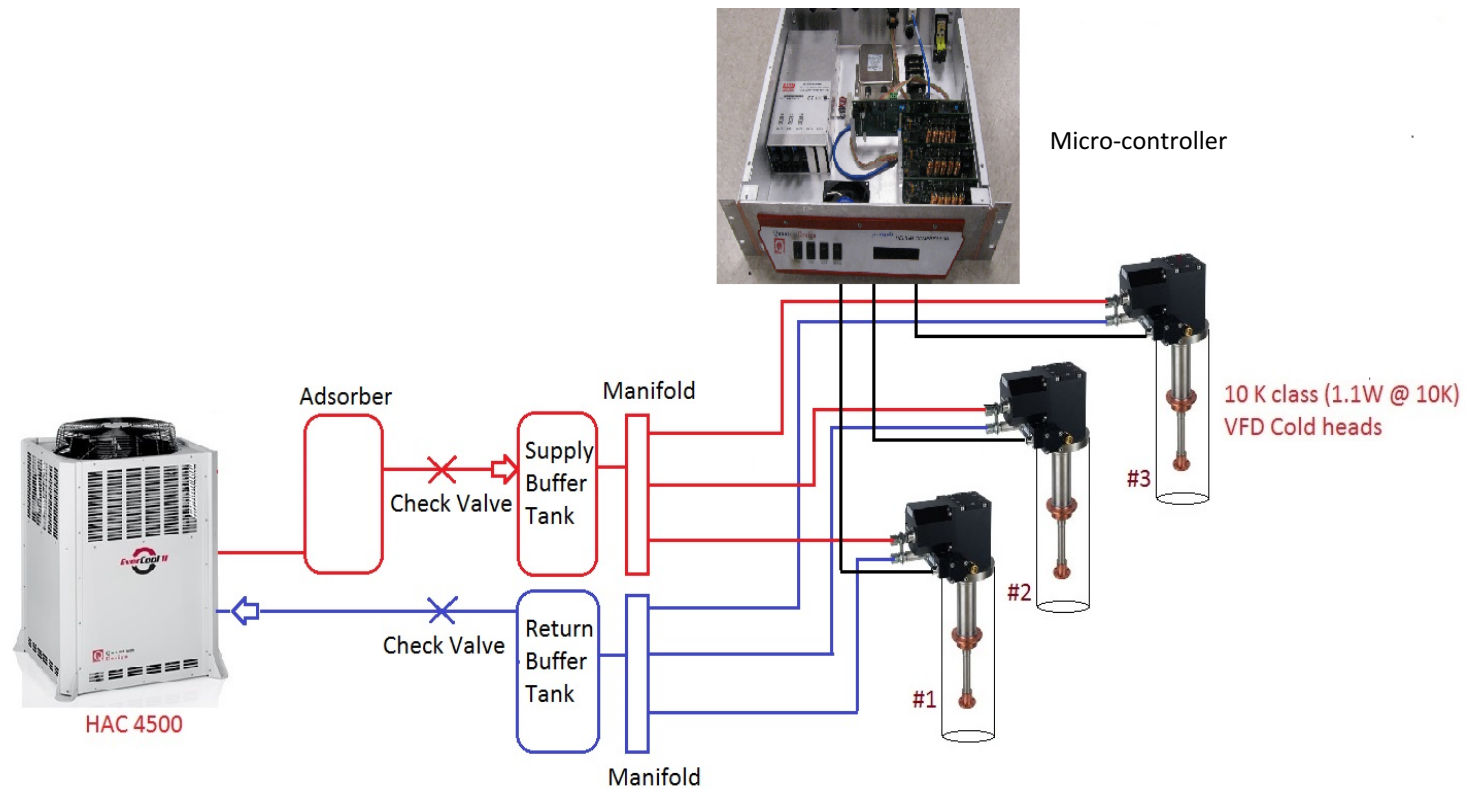 Micro-controller
Adsorber
Manifold
Check Valve
Supply
Buffer
Tank
10 K class (1.1W @ 10K)
VFD Cold heads
#3
#2
#1
EverCool II
Check Valve
Return
Buffer
Tank
HAC 4500
Manifold